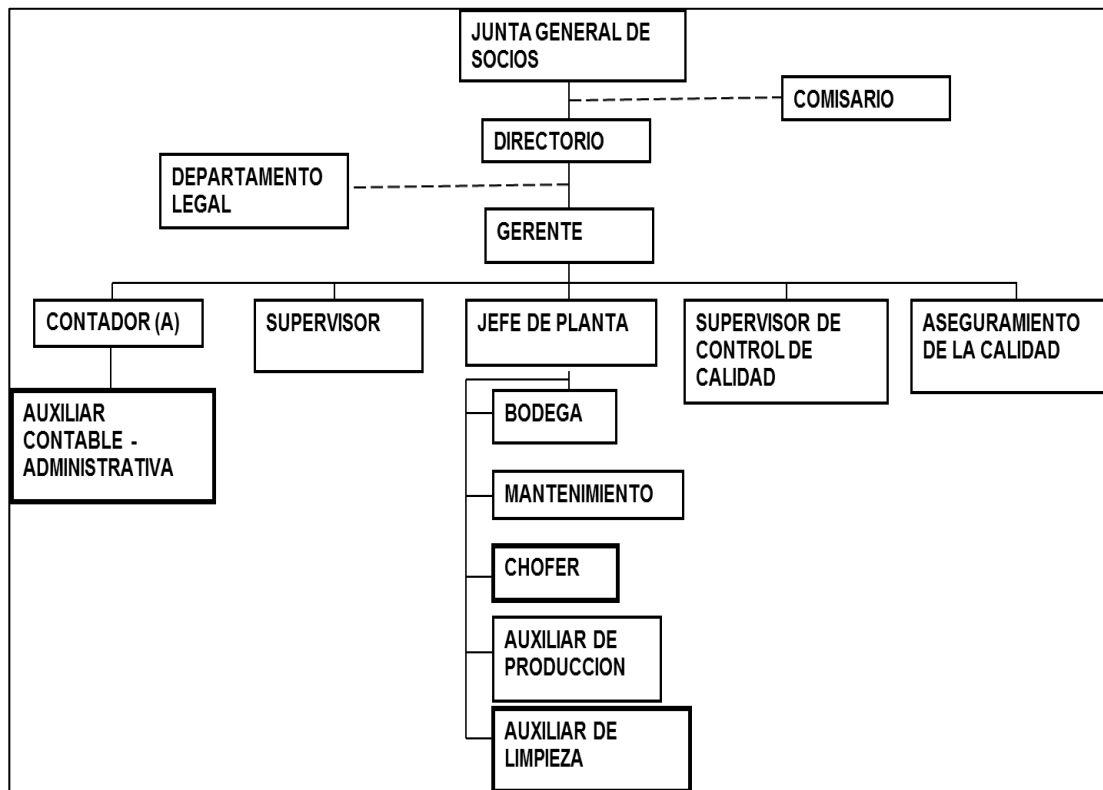 JUNTA GENERAL DE
SOCIOS
COMISARIO
DIRECTORIO
DEPARTAMENTO
LEGAL
GERENTE
CONTADOR (A)
SUPERVISOR
JEFE DE PLANTA
SUPERVISOR DE
CONTROL DE
CALIDAD
ASEGURAMIENTO
DE LA CALIDAD
AUXILIAR
CONTABLE -
ADMINISTRATIVA
BODEGA
MANTENIMIENTO
CHOFER
AUXILIAR DE
PRODUCCION
AUXILIAR DE
LIMPIEZA